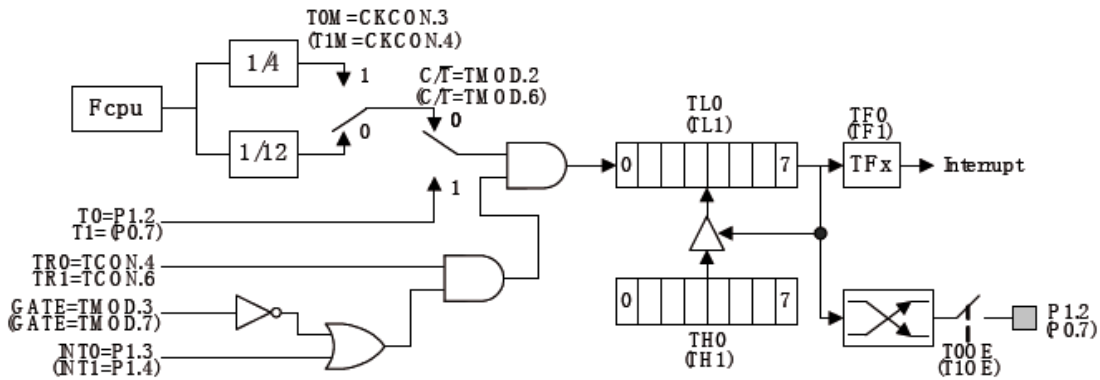 T0M=CKCON.3
(T1M=CKCON.4)
1/4
1
C/T=TMOD.2
(C/T=TMOD.6)
Fcpu
0
0
1/12
TL0
(TL1)
TF0
(TF1)
0
7
TFx
Interrupt
1
T0=P1.2
T1=(P0.7)
TR0=TCON.4
TR1=TCON.6
GATE=TMOD.3
(GATE=TMOD.7)
INT0=P1.3
(INT1=P1.4)
0
7
TH0
(TH1)
T0OE
(T1OE)
P1.2
(P0.7)